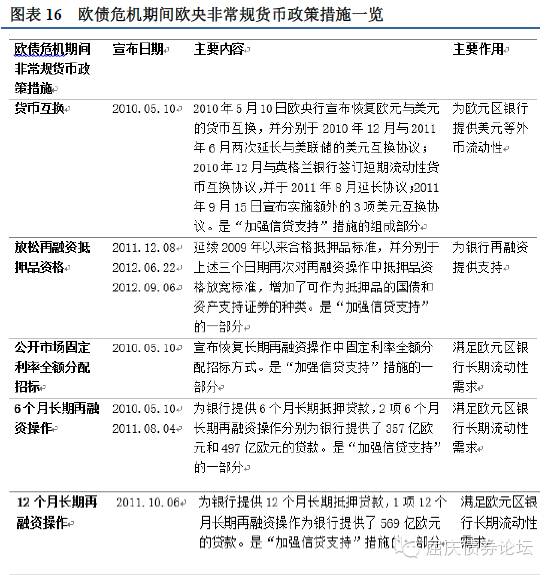 图表 16 欧债危机期间欧央非常规货币政策措施一览
欧债危机期间 宣布日期 主要内容 主要作用
非常规货币政
策措施
货币互换 2010.05.10 2010年5月10日欧央行宣布恢复欧元与美元 为欧元区银行
的货币互换，并分别于 2010 年 12 月与 2011 提供美元等外
年 6 月两次延长与美联储的美元互换协议； 币流动性
2010年12月与英格兰银行签订短期流动性货
币互换协议，并于 2011 年 8 月延长协议；2011
年 9 月 15 日宣布实施额外的 3 项美元互换协
议。是“加强信贷支持”措施的组成部分
放松再融资抵 2011.12.08 延续2009年以来合格抵押品标准，并分别于 为银行再融资
押品资格 2012.06.22 上述三个日期再次对再融资操作中抵押品资 提供支持
2012.09.06 格放宽标准，增加了可作为抵押品的国债和
资产支持证券的种类。是“加强信贷支持”
的一部分
公开市场固定 2010.05.10 宣布恢复长期再融资操作中固定利率全额分 满足欧元区银
利率全额分配 配招标方式。是“加强信贷支持”措施的一 行长期流动性
招标 部分 需求
6 个月长期再融 2010.05.10 为银行提供 6 个月长期抵押贷款，2 项 6 个月 满足欧元区银
资操作 2011.08.04 长期再融资操作分别为银行提供了 357 亿欧 行长期流动性
元和 497 亿欧元的贷款。是“加强信贷支持” 需求
措施的一部分
12 个月长期再 2011.10.06 为银行提供 12 个月长期抵押贷款，1 项 12 个 满足欧元区银
融资操作 月长期再融资操作为银行提供了 569 亿欧元 行长期流动性
的贷款。是“加强信贷支持”措施的一部分 需求
屈庆债券论坛